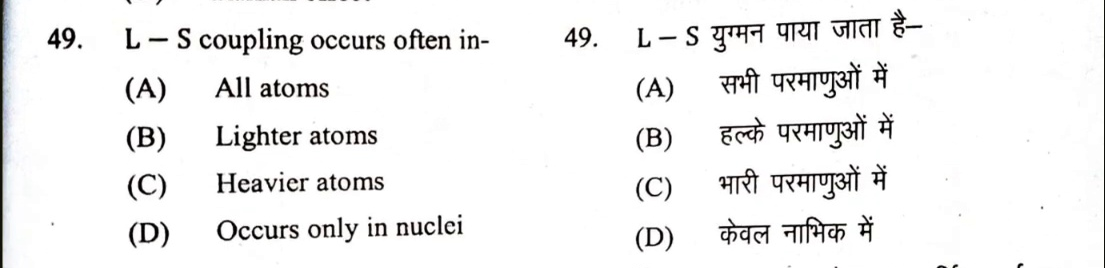 49. L – S coupling occurs often in-
(A) All atoms
(B) Lighter atoms
(C) Heavier atoms
(D) Occurs only in nuclei
49. L – S युग्मन पाया जाता है–
(A) सभी परमाणुओं में
(B) हल्के परमाणुओं में
(C) भारी परमाणुओं में
(D) केवल नाभिक में